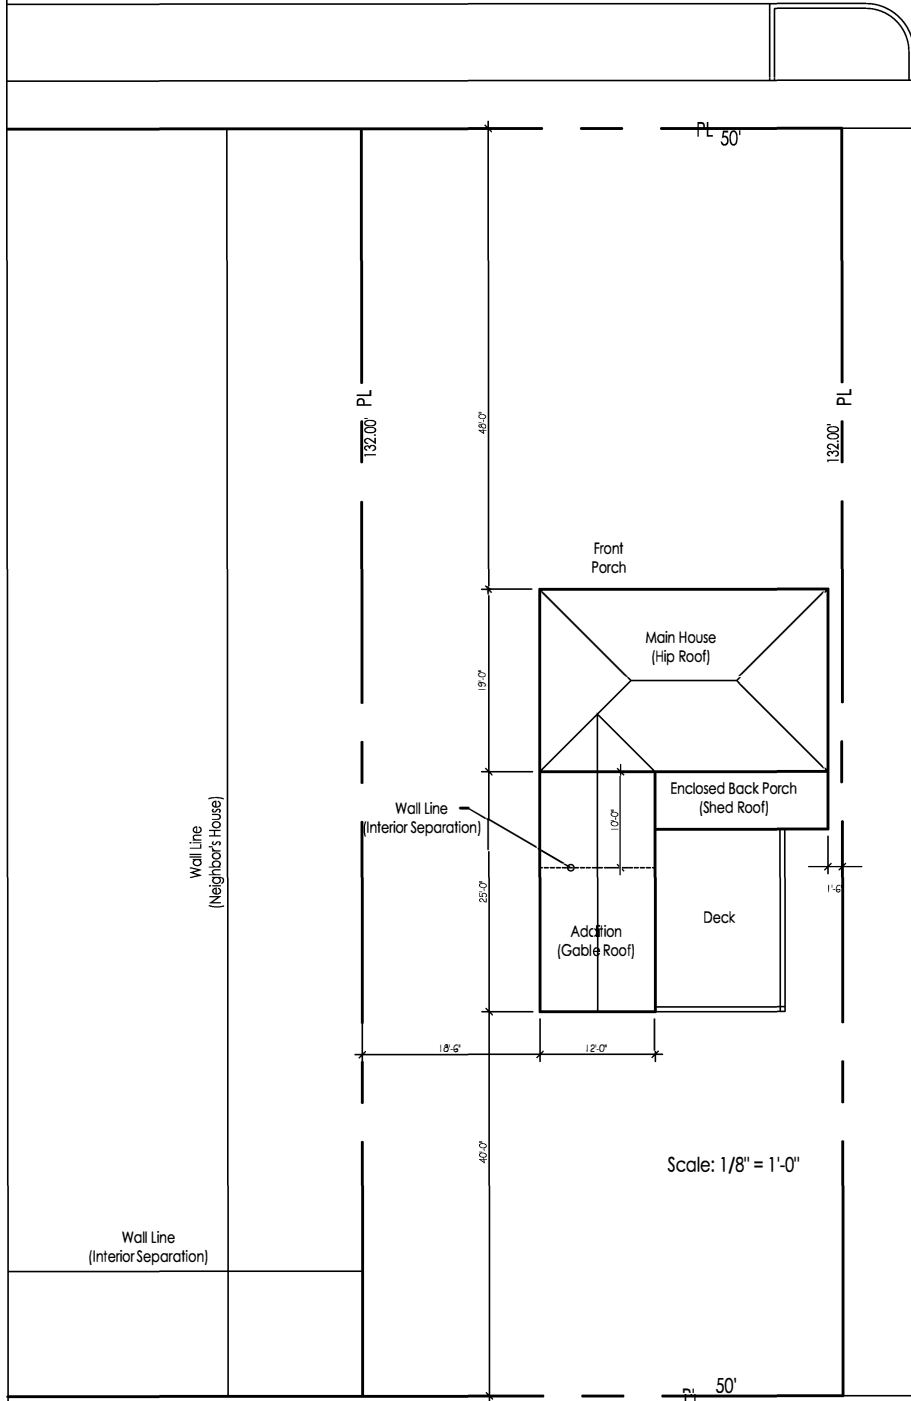 PL
50'
PL
132.00'
PL
132.00'
48'-0"
Front
Porch
Main House
(Hip Roof)
19'-0"
Enclosed Back Porch
(Shed Roof)
Wall Line
(Interior Separation)
10'-0"
Wall Line
(Neighbor's House)
25'-0"
1'-6"
Deck
Addition
(Gable Roof)
18'-6"
12'-0"
40'-0"
Scale: 1/8" = 1'-0"
Wall Line
(Interior Separation)
50'
PL